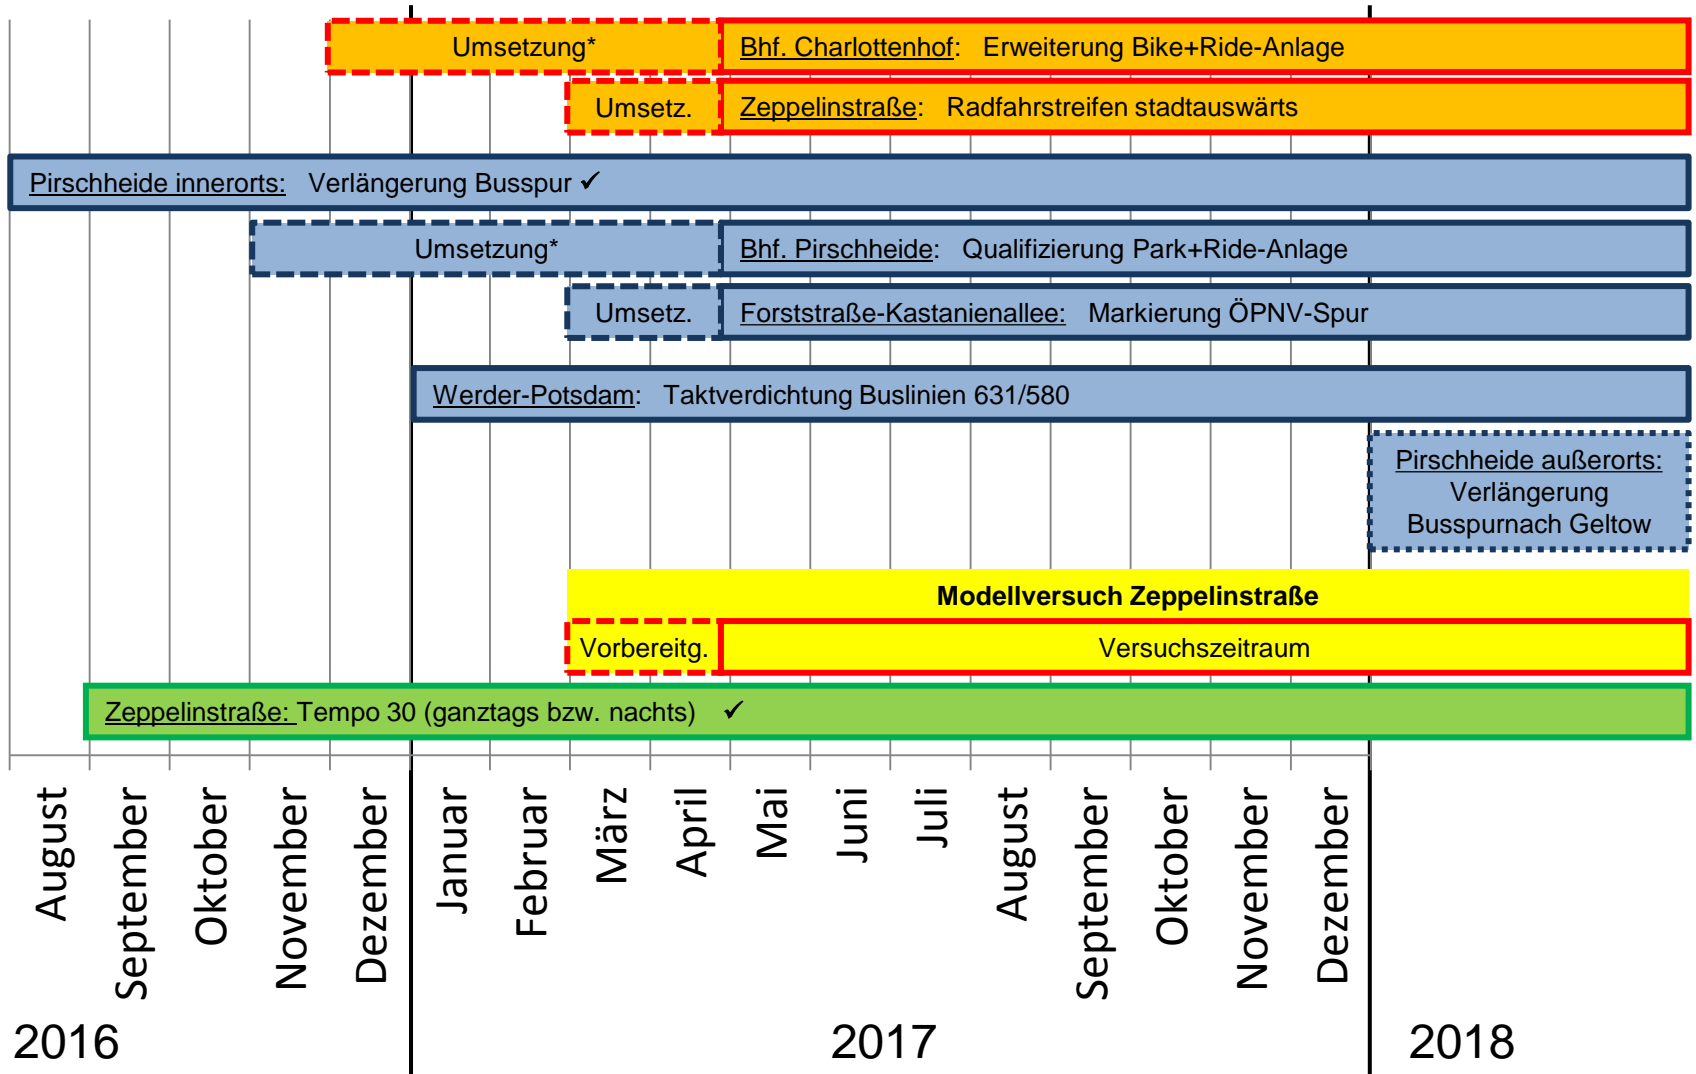 Umsetzung* Bhf. Charlottenhof: Erweiterung Bike+Ride-Anlage
Umsetz. Zeppelinstraße: Radfahrstreifen stadtauswärts
Pirschheide innerorts: Verlängerung Busspur ✓
Umsetzung* Bhf. Pirschheide: Qualifizierung Park+Ride-Anlage
Umsetz. Forststraße-Kastanienallee: Markierung ÖPNV-Spur
Werder-Potsdam: Taktverdichtung Buslinien 631/580
Pirschheide außerorts:
Verlängerung
Busspurnach Geltow
Modellversuch Zeppelinstraße
Vorbereitg. Versuchszeitraum
Zeppelinstraße: Tempo 30 (ganztags bzw. nachts) ✓
August
September
Oktober
November
Dezember
Januar
Februar
März
April
Mai
Juni
Juli
August
September
Oktober
November
Dezember
2016 2017 2018